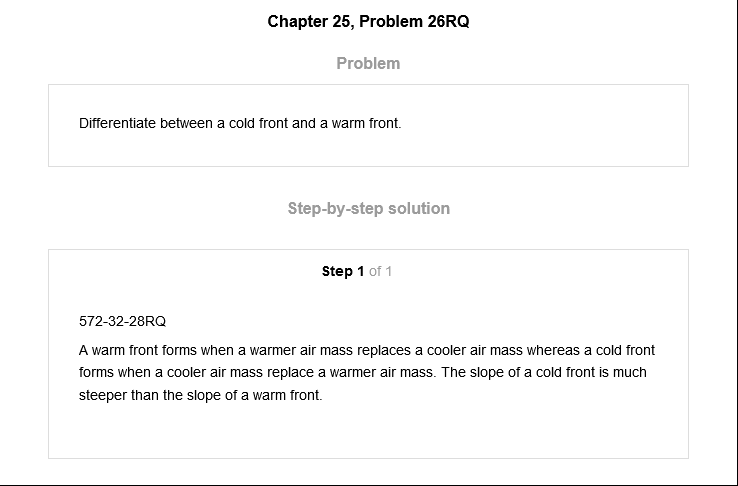 Chapter 25, Problem 26RQ
Problem
Differentiate between a cold front and a warm front.
Step-by-step solution
Step 1 of 1
572-32-28RQ
A warm front forms when a warmer air mass replaces a cooler air mass whereas a cold front
forms when a cooler air mass replace a warmer air mass. The slope of a cold front is much
steeper than the slope of a warm front.